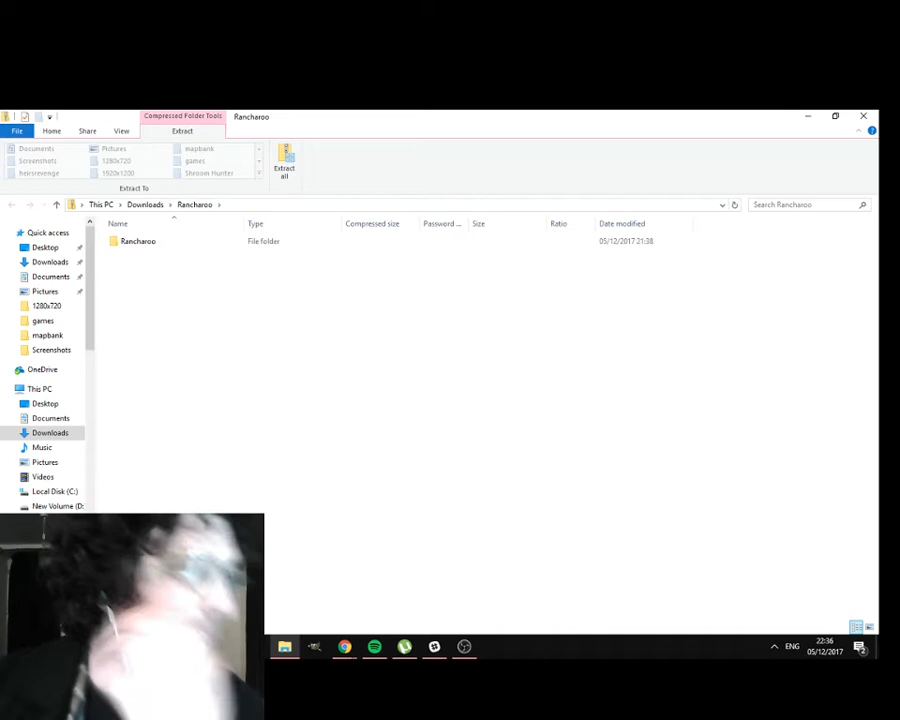 Compressed Folder Tools Rancharoo
File Home Share View Extract
Documents Pictures mapbank
Screenshots 1280x720 games
heirsrevenge 1920x1200 Shroom Hunter
Extract all
Extract To
This PC Downloads Rancharoo Search Rancharoo
Name Type Compressed size Password ... Size Ratio Date modified
Rancharoo File folder 05/12/2017 21:38
Quick access
Desktop
Downloads
Documents
Pictures
1280x720
games
mapbank
Screenshots
OneDrive
This PC
Desktop
Documents
Downloads
Music
Pictures
Videos
Local Disk (C:)
New Volume (D:
ENG 22:36
05/12/2017
2